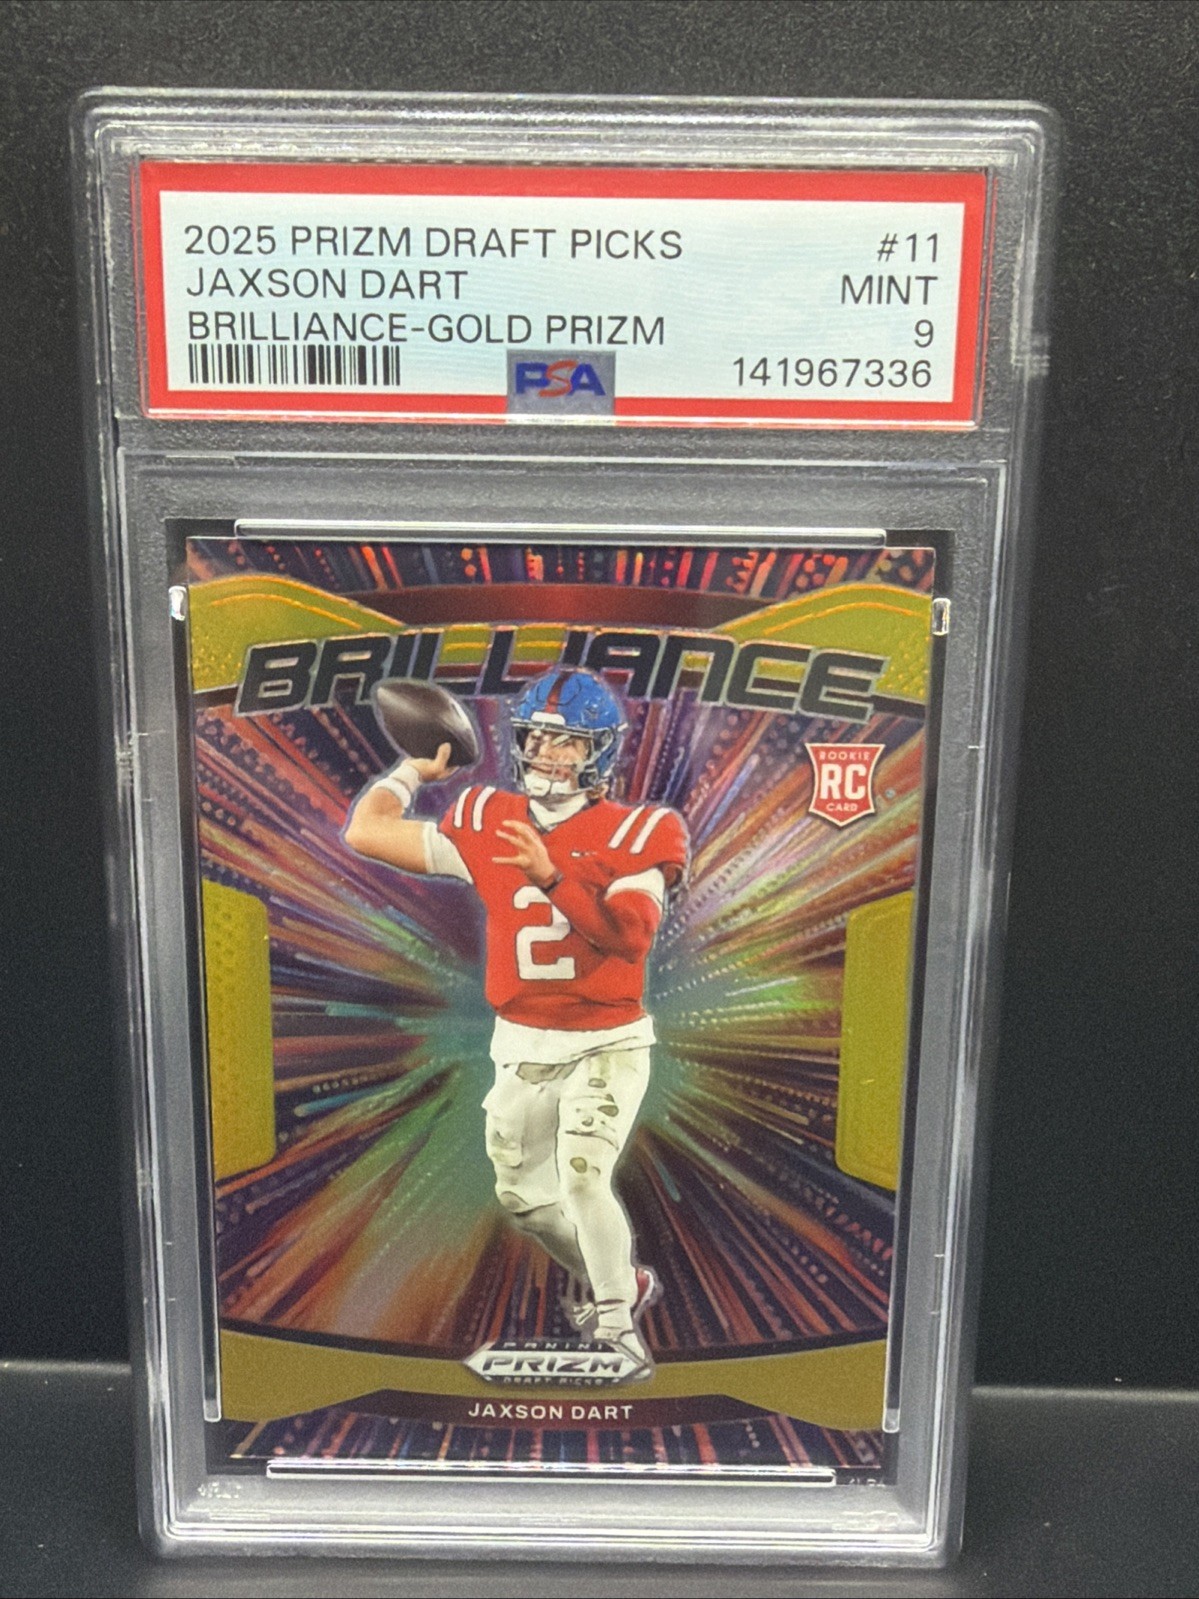 2025 PRIZM DRAFT PICKS #11
JAXSON DART MINT
BRILLIANCE-GOLD PRIZM 9
PSA 141967336
BRILLIANCE
ROOKIE
RC
CARD
2
PANINI
PRIZM
DRAFT PICKS
JAXSON DART